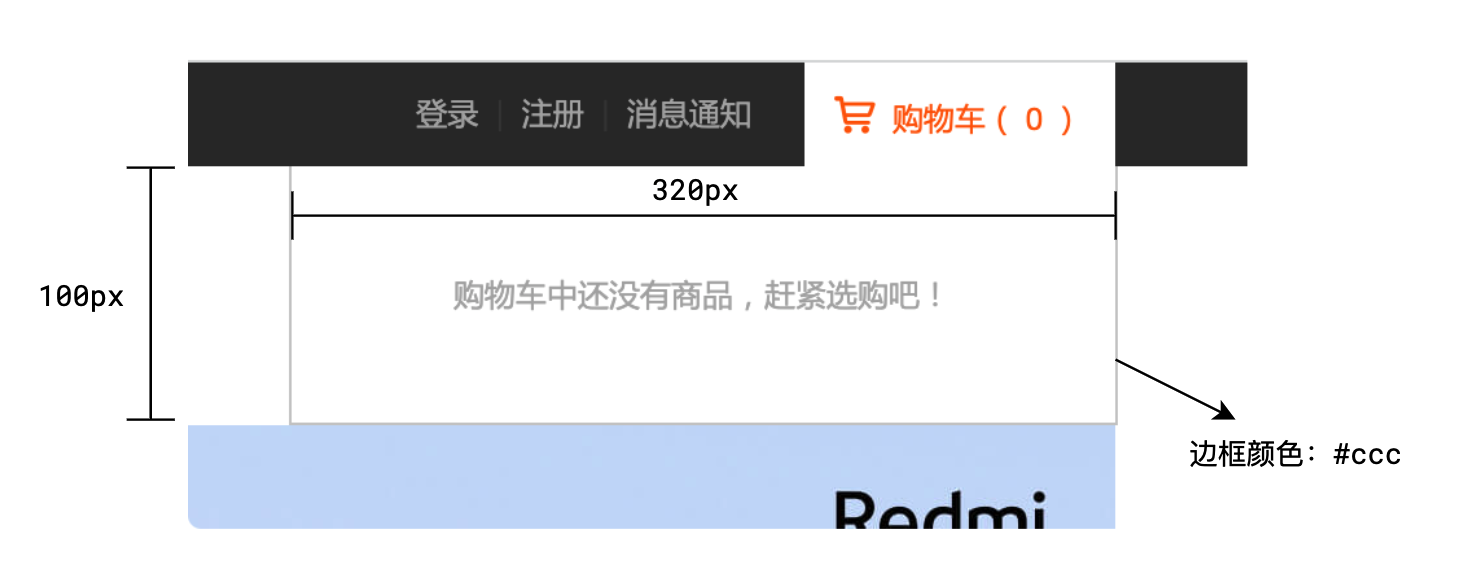 登录 注册 消息通知 购物车（ 0 ）
320px
100px
购物车中还没有商品，赶紧选购吧！
边框颜色：#ccc
Redmi